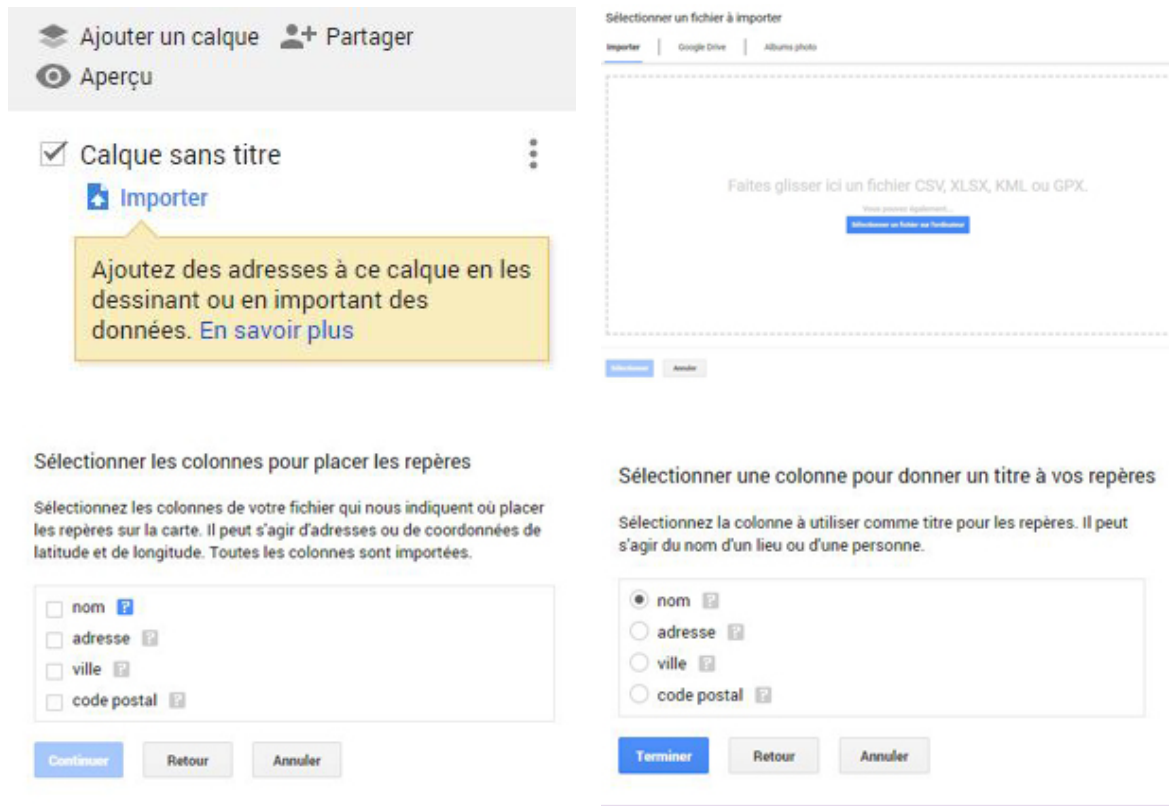 Ajouter un calque Partager
Aperçu
Calque sans titre
Importer
Ajoutez des adresses à ce calque en les
dessinant ou en important des
données. En savoir plus
Sélectionner un fichier à importer
Importer Google Drive Albums photo
Faites glisser ici un fichier CSV, XLSX, KML ou GPX.
Vous pouvez également...
Sélectionner un fichier sur l'ordinateur
Sélectionner Annuler
Sélectionner les colonnes pour placer les repères
Sélectionnez les colonnes de votre fichier qui nous indiquent où placer
les repères sur la carte. Il peut s'agir d'adresses ou de coordonnées de
latitude et de longitude. Toutes les colonnes sont importées.
nom ?
adresse ?
ville ?
code postal ?
Continuer Retour Annuler
Sélectionner une colonne pour donner un titre à vos repères
Sélectionnez la colonne à utiliser comme titre pour les repères. Il peut
s'agir du nom d'un lieu ou d'une personne.
nom ?
adresse ?
ville ?
code postal ?
Terminer Retour Annuler